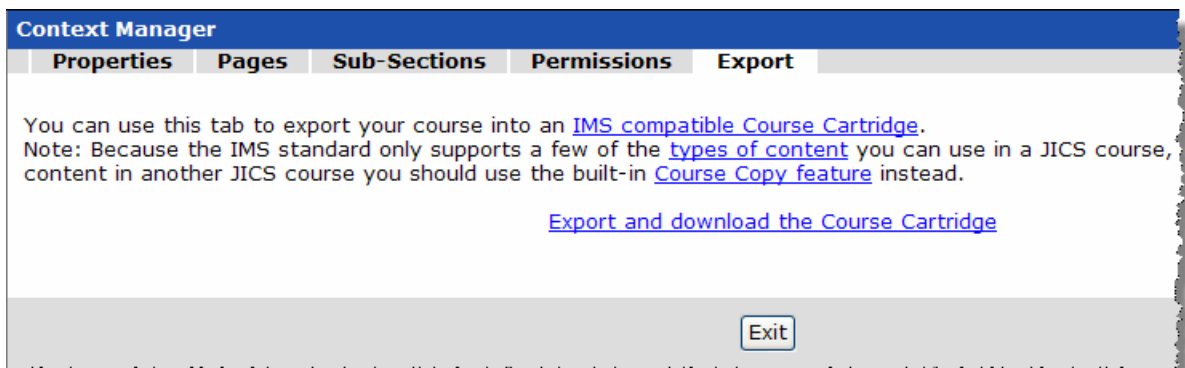 Context Manager
Properties Pages Sub-Sections Permissions Export
You can use this tab to export your course into an IMS compatible Course Cartridge.
Note: Because the IMS standard only supports a few of the types of content you can use in a JICS course,
content in another JICS course you should use the built-in Course Copy feature instead.
Export and download the Course Cartridge
Exit